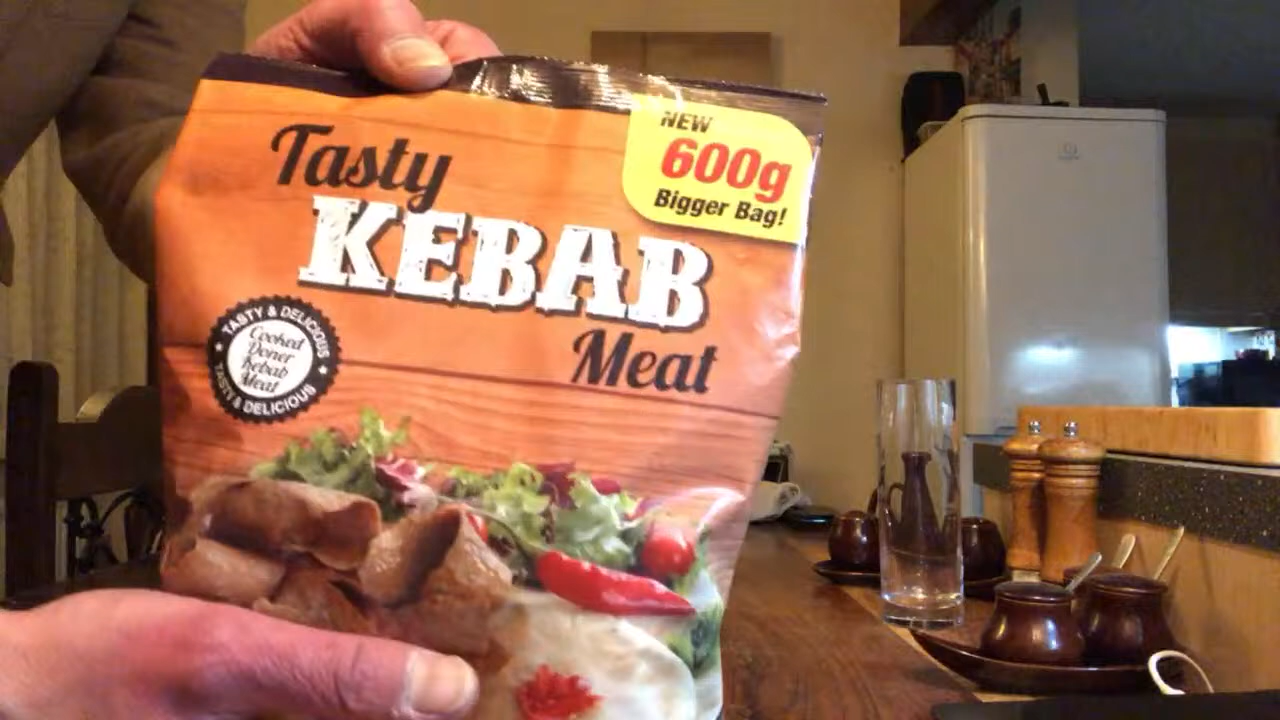 NEW
600g
Bigger Bag!
Tasty
KEBAB
Meat
TASTY & DELICIOUS
Cooked
Doner
Kebab
Meat
TASTY & DELICIOUS